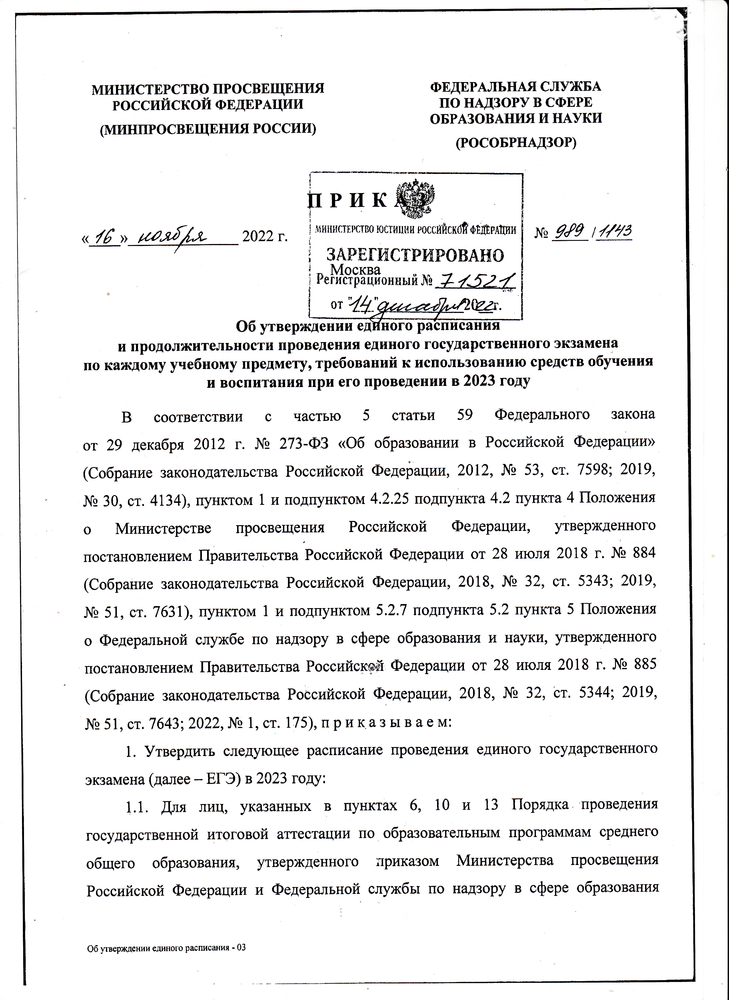 МИНИСТЕРСТВО ПРОСВЕЩЕНИЯ
РОССИЙСКОЙ ФЕДЕРАЦИИ
(МИНПРОСВЕЩЕНИЯ РОССИИ)
ФЕДЕРАЛЬНАЯ СЛУЖБА
ПО НАДЗОРУ В СФЕРЕ
ОБРАЗОВАНИЯ И НАУКИ
(РОСОБРНАДЗОР)
П Р И К А З
МИНИСТЕРСТВО ЮСТИЦИИ РОССИЙСКОЙ ФЕДЕРАЦИИ
«16» ноября 2022 г.
№ 989 / 1143
ЗАРЕГИСТРИРОВАНО
Москва
Регистрационный № 71521
от "14" декабря 2022 г.
Об утверждении единого расписания
и продолжительности проведения единого государственного экзамена
по каждому учебному предмету, требований к использованию средств обучения
и воспитания при его проведении в 2023 году
В соответствии с частью 5 статьи 59 Федерального закона
от 29 декабря 2012 г. № 273-ФЗ «Об образовании в Российской Федерации»
(Собрание законодательства Российской Федерации, 2012, № 53, ст. 7598; 2019,
№ 30, ст. 4134), пунктом 1 и подпунктом 4.2.25 подпункта 4.2 пункта 4 Положения
о Министерстве просвещения Российской Федерации, утвержденного
постановлением Правительства Российской Федерации от 28 июля 2018 г. № 884
(Собрание законодательства Российской Федерации, 2018, № 32, ст. 5343; 2019,
№ 51, ст. 7631), пунктом 1 и подпунктом 5.2.7 подпункта 5.2 пункта 5 Положения
о Федеральной службе по надзору в сфере образования и науки, утвержденного
постановлением Правительства Российской Федерации от 28 июля 2018 г. № 885
(Собрание законодательства Российской Федерации, 2018, № 32, ст. 5344; 2019,
№ 51, ст. 7643; 2022, № 1, ст. 175), п р и к а з ы в а е м:
1. Утвердить следующее расписание проведения единого государственного
экзамена (далее – ЕГЭ) в 2023 году:
1.1. Для лиц, указанных в пунктах 6, 10 и 13 Порядка проведения
государственной итоговой аттестации по образовательным программам среднего
общего образования, утвержденного приказом Министерства просвещения
Российской Федерации и Федеральной службы по надзору в сфере образования
Об утверждении единого расписания - 03